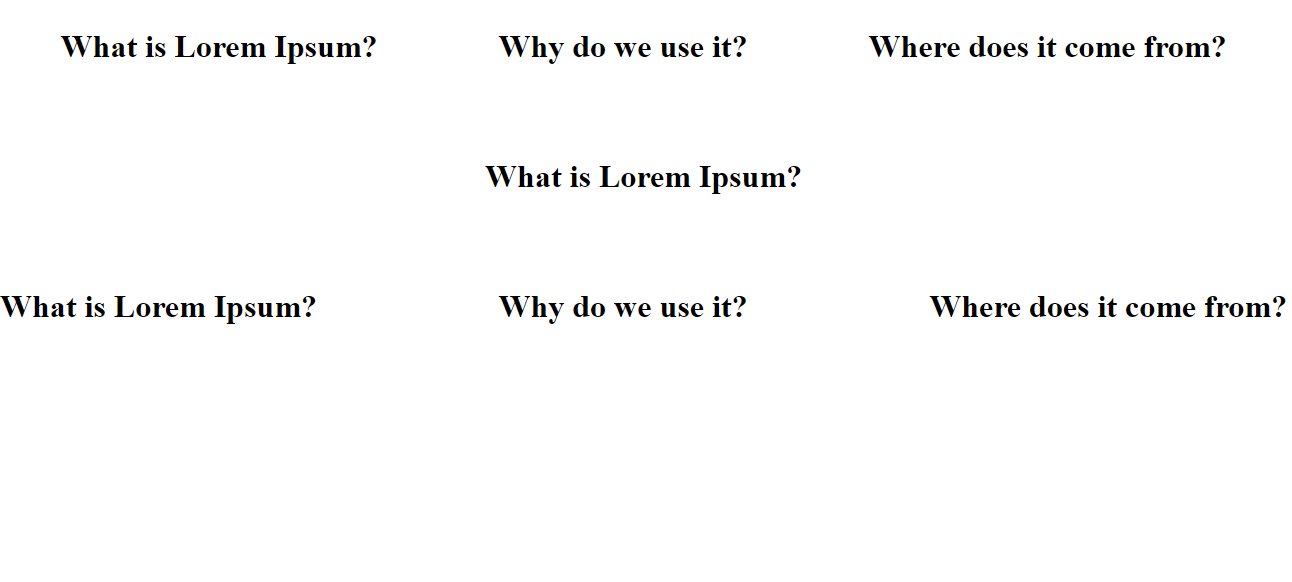 What is Lorem Ipsum? Why do we use it? Where does it come from?
What is Lorem Ipsum?
What is Lorem Ipsum? Why do we use it? Where does it come from?